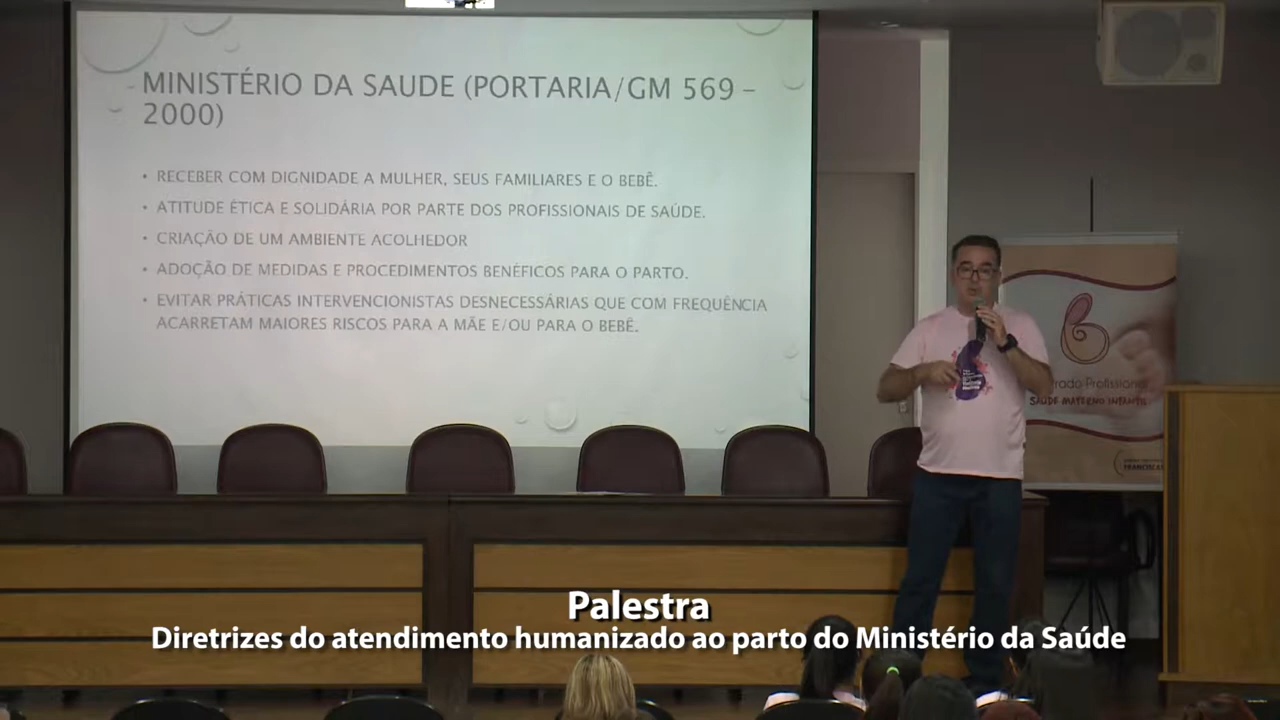 MINISTÉRIO DA SAUDE (PORTARIA/GM 569 –
2000)
• RECEBER COM DIGNIDADE A MULHER, SEUS FAMILIARES E O BEBÊ.
• ATITUDE ÉTICA E SOLIDÁRIA POR PARTE DOS PROFISSIONAIS DE SAÚDE.
• CRIAÇÃO DE UM AMBIENTE ACOLHEDOR
• ADOÇÃO DE MEDIDAS E PROCEDIMENTOS BENÉFICOS PARA O PARTO.
• EVITAR PRÁTICAS INTERVENCIONISTAS DESNECESSÁRIAS QUE COM FREQUÊNCIA
ACARRETAM MAIORES RISCOS PARA A MÃE E/OU PARA O BEBÊ.
rado Profissional
SAÚDE MATERNO INFANTIL
Palestra
Diretrizes do atendimento humanizado ao parto do Ministério da Saúde